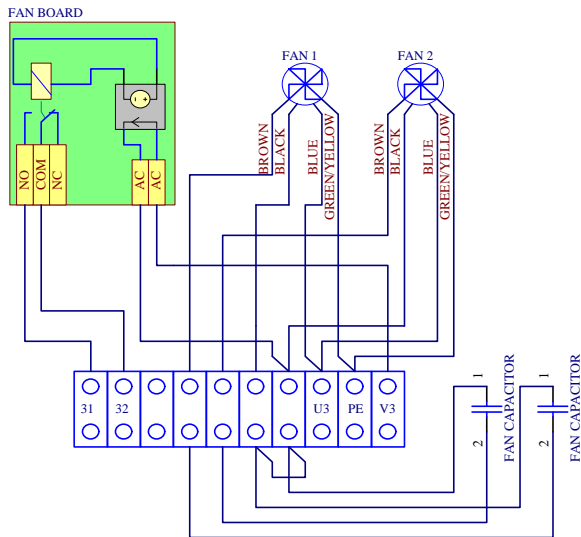 FAN BOARD
FAN 1
FAN 2
BROWN
BLACK
BLUE
GREEN/YELLOW
BROWN
BLACK
BLUE
GREEN/YELLOW
NO
COM
NC
AC
AC
31
32
U3
PE
V3
1
2
FAN CAPACITOR
1
2
FAN CAPACITOR